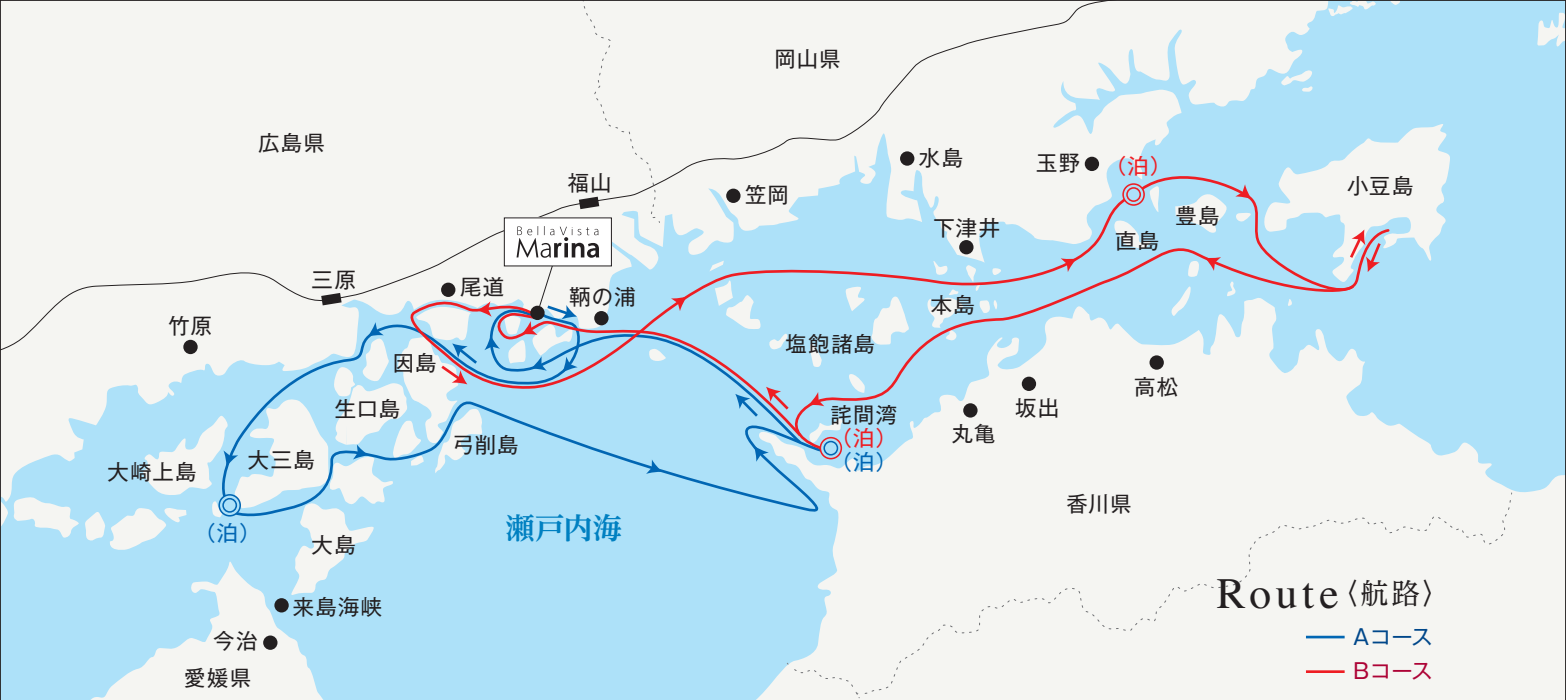 岡山県
広島県
水島
玉野
(泊)
福山
笠岡
小豆島
豊島
BellaVista
Marina
下津井
直島
三原
尾道
鞆の浦
本島
竹原
塩飽諸島
因島
高松
生口島
坂出
詫間湾
丸亀
(泊)
弓削島
大三島
(泊)
大崎上島
香川県
瀬戸内海
(泊)
大島
Route〈航路〉
来島海峡
Aコース
今治
Bコース
愛媛県